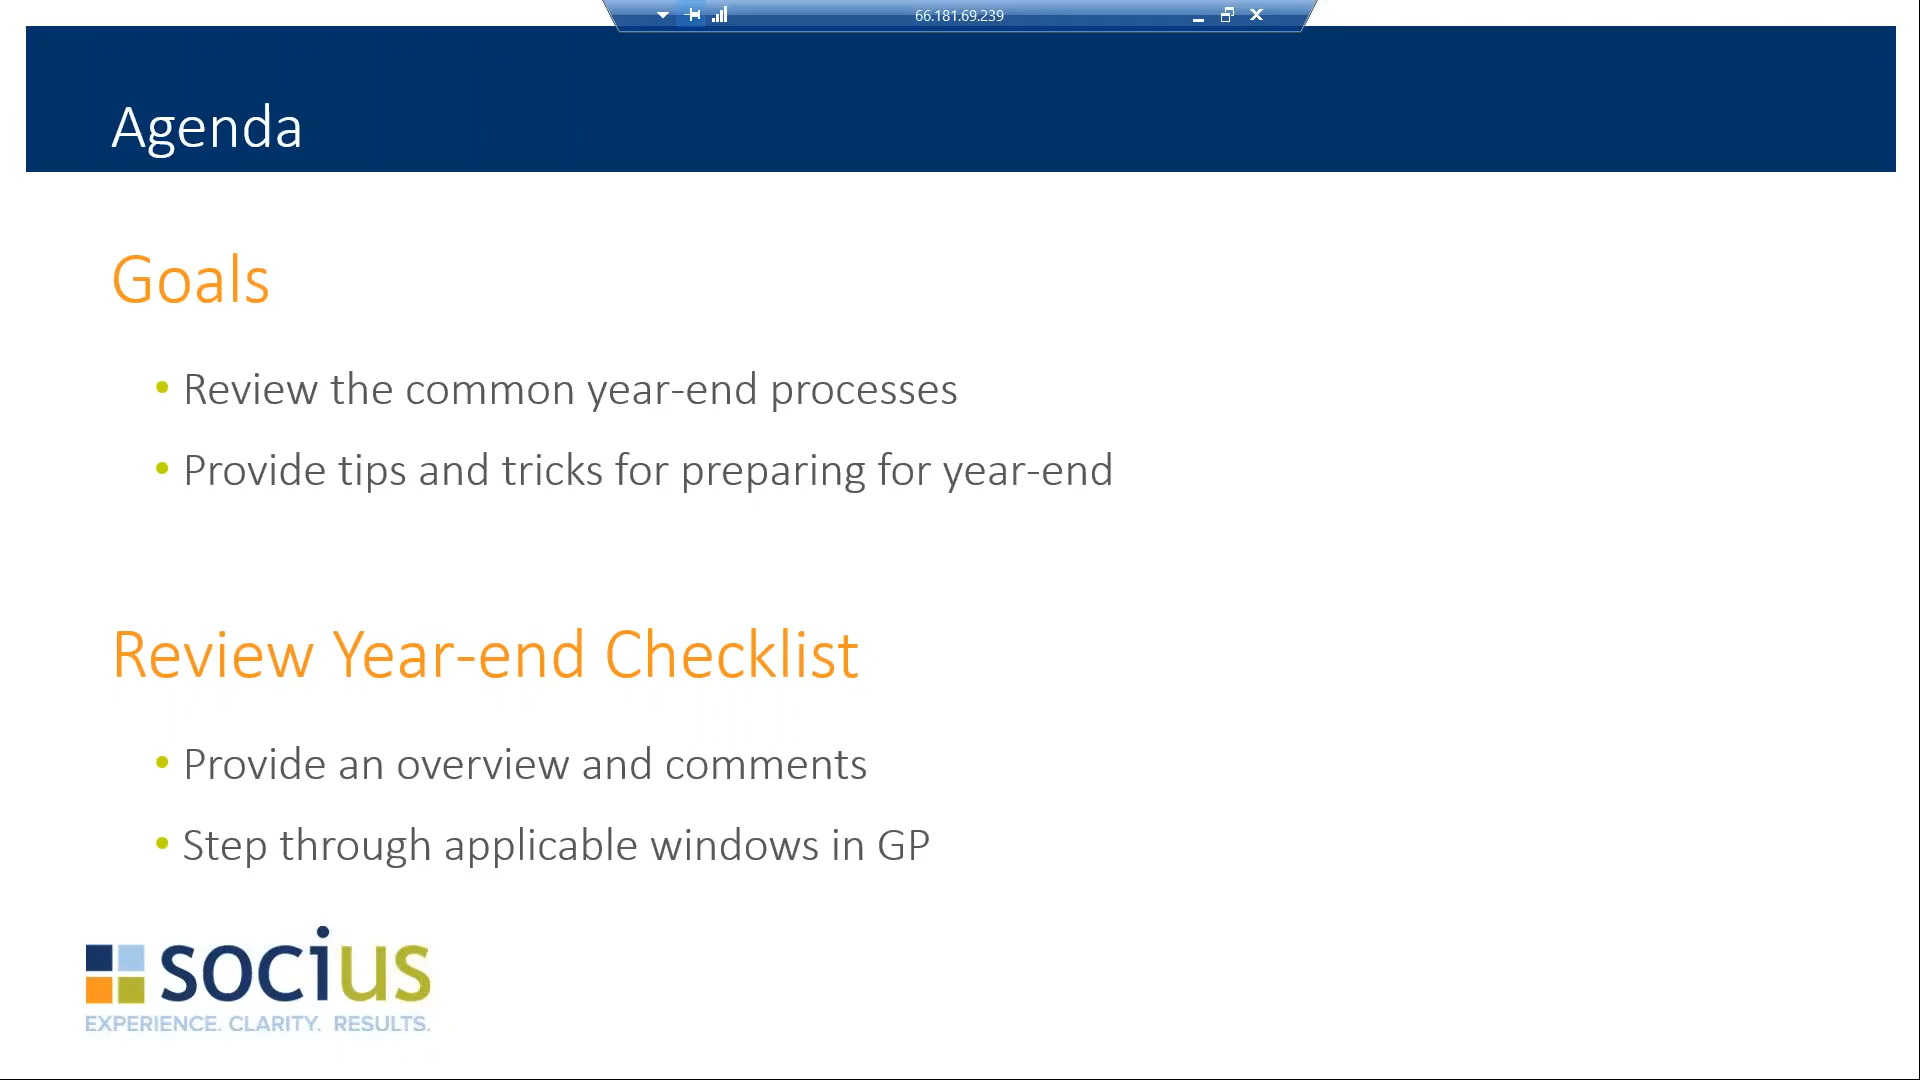 66.181.69.239
Agenda
Goals
• Review the common year-end processes
• Provide tips and tricks for preparing for year-end
Review Year-end Checklist
• Provide an overview and comments
• Step through applicable windows in GP
socius
EXPERIENCE. CLARITY. RESULTS.